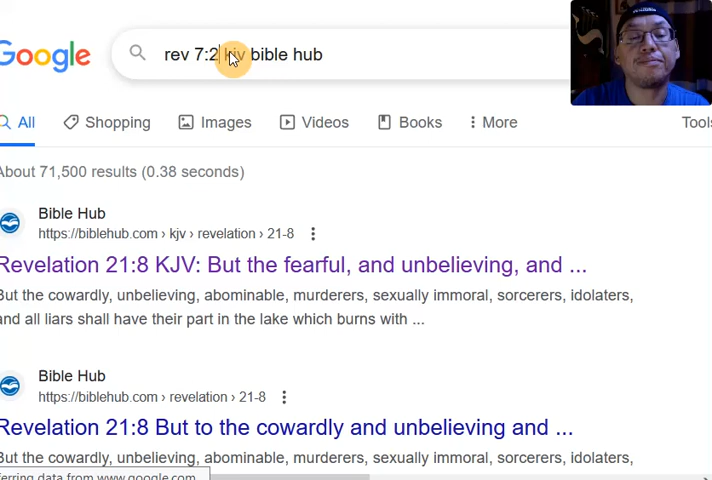 Google
rev 7:2 kjv bible hub
All Shopping Images Videos Books More Tools
About 71,500 results (0.38 seconds)
Bible Hub
https://biblehub.com › kjv › revelation › 21-8
Revelation 21:8 KJV: But the fearful, and unbelieving, and ...
But the cowardly, unbelieving, abominable, murderers, sexually immoral, sorcerers, idolaters,
and all liars shall have their part in the lake which burns with ...
Bible Hub
https://biblehub.com › revelation › 21-8
Revelation 21:8 But to the cowardly and unbelieving and ...
But the cowardly, unbelieving, abominable, murderers, sexually immoral, sorcerers, idolaters,
ferring data from www.google.com